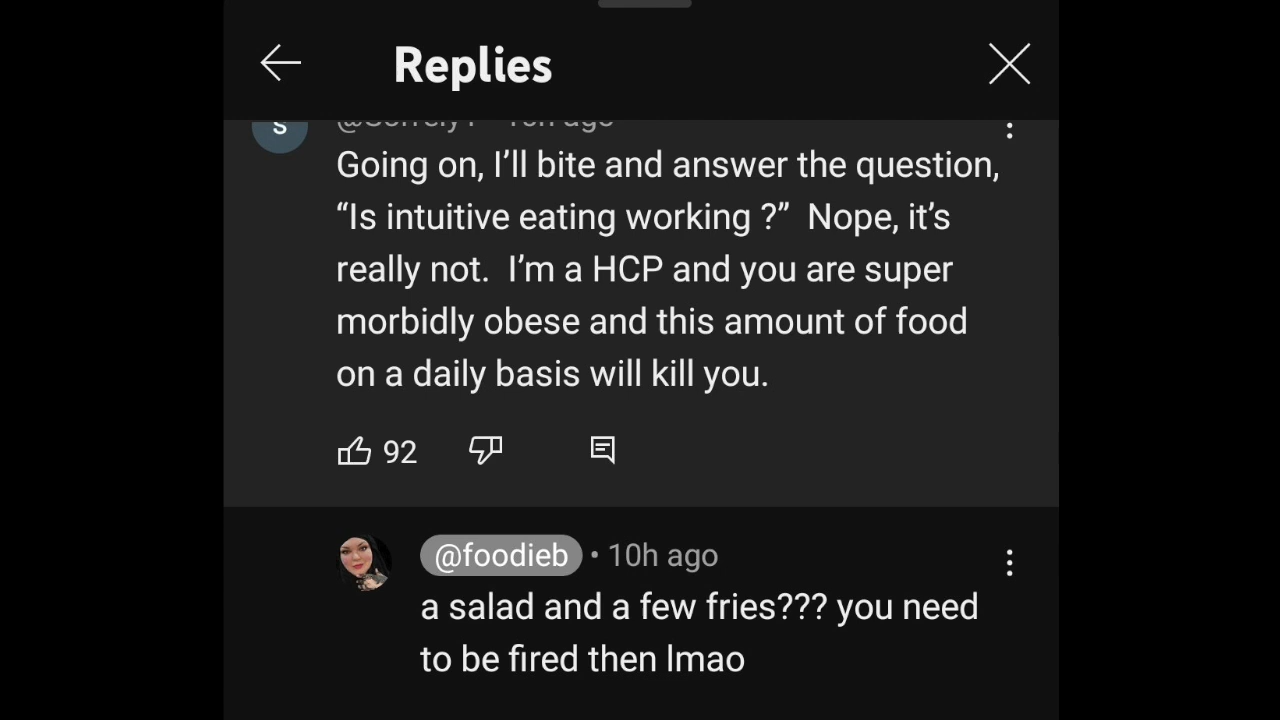 Replies
S
Going on, I’ll bite and answer the question,
“Is intuitive eating working ?”  Nope, it’s
really not.  I’m a HCP and you are super
morbidly obese and this amount of food
on a daily basis will kill you.
92
@foodieb • 10h ago
a salad and a few fries??? you need
to be fired then lmao